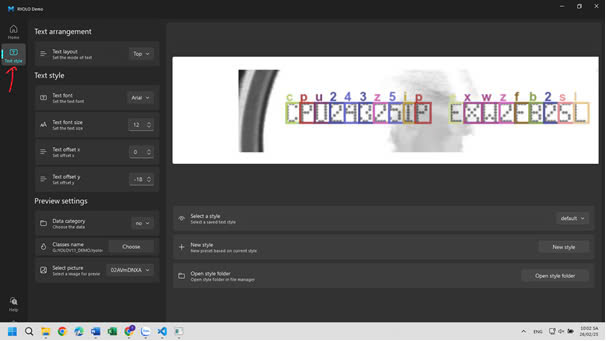 RYOLO Demo
Home
Text style
Help
Text arrangement
Text layout
Set the mode of text
Top
Text style
Text font
Set the text font
Arial
Text font size
Set the text size
12
Text offset x
Set offset x
0
Text offset y
Set offset y
-18
Preview settings
Data category
Choose the data
no
Classes name
Choose
Select picture
Select a image for previe
02AVmDNXA
c p u 2 4 3 z 5 i p
x w z f b 2 s l
CPU243Z5IP
EXWZFB2SL
Select a style
Select a saved text style
default
New style
New preset based on current style
New style
Open style folder
Open style folder in file manager
Open style folder
ENG
10:02 SA
26/02/20